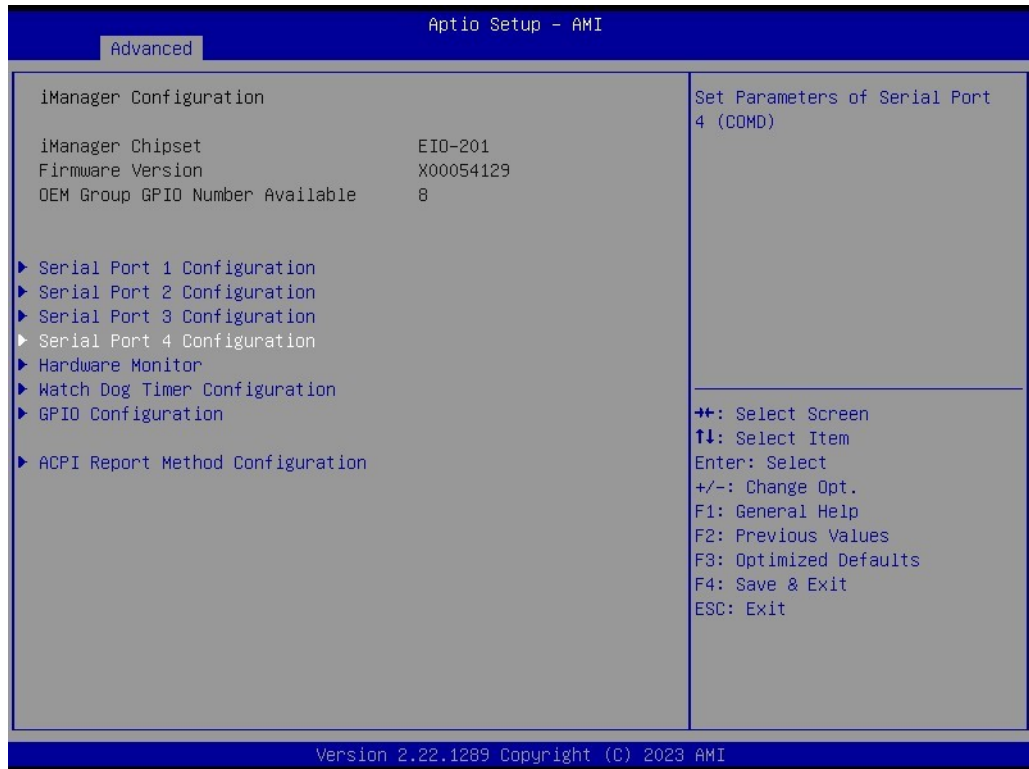 Aptio Setup – AMI
Advanced
iManager Configuration
iManager Chipset EIO-201
Firmware Version X00054129
OEM Group GPIO Number Available 8
▶ Serial Port 1 Configuration
▶ Serial Port 2 Configuration
▶ Serial Port 3 Configuration
▶ Serial Port 4 Configuration
▶ Hardware Monitor
▶ Watch Dog Timer Configuration
▶ GPIO Configuration
▶ ACPI Report Method Configuration
Set Parameters of Serial Port
4 (COMD)
→←: Select Screen
↑↓: Select Item
Enter: Select
+/-: Change Opt.
F1: General Help
F2: Previous Values
F3: Optimized Defaults
F4: Save & Exit
ESC: Exit
Version 2.22.1289 Copyright (C) 2023 AMI